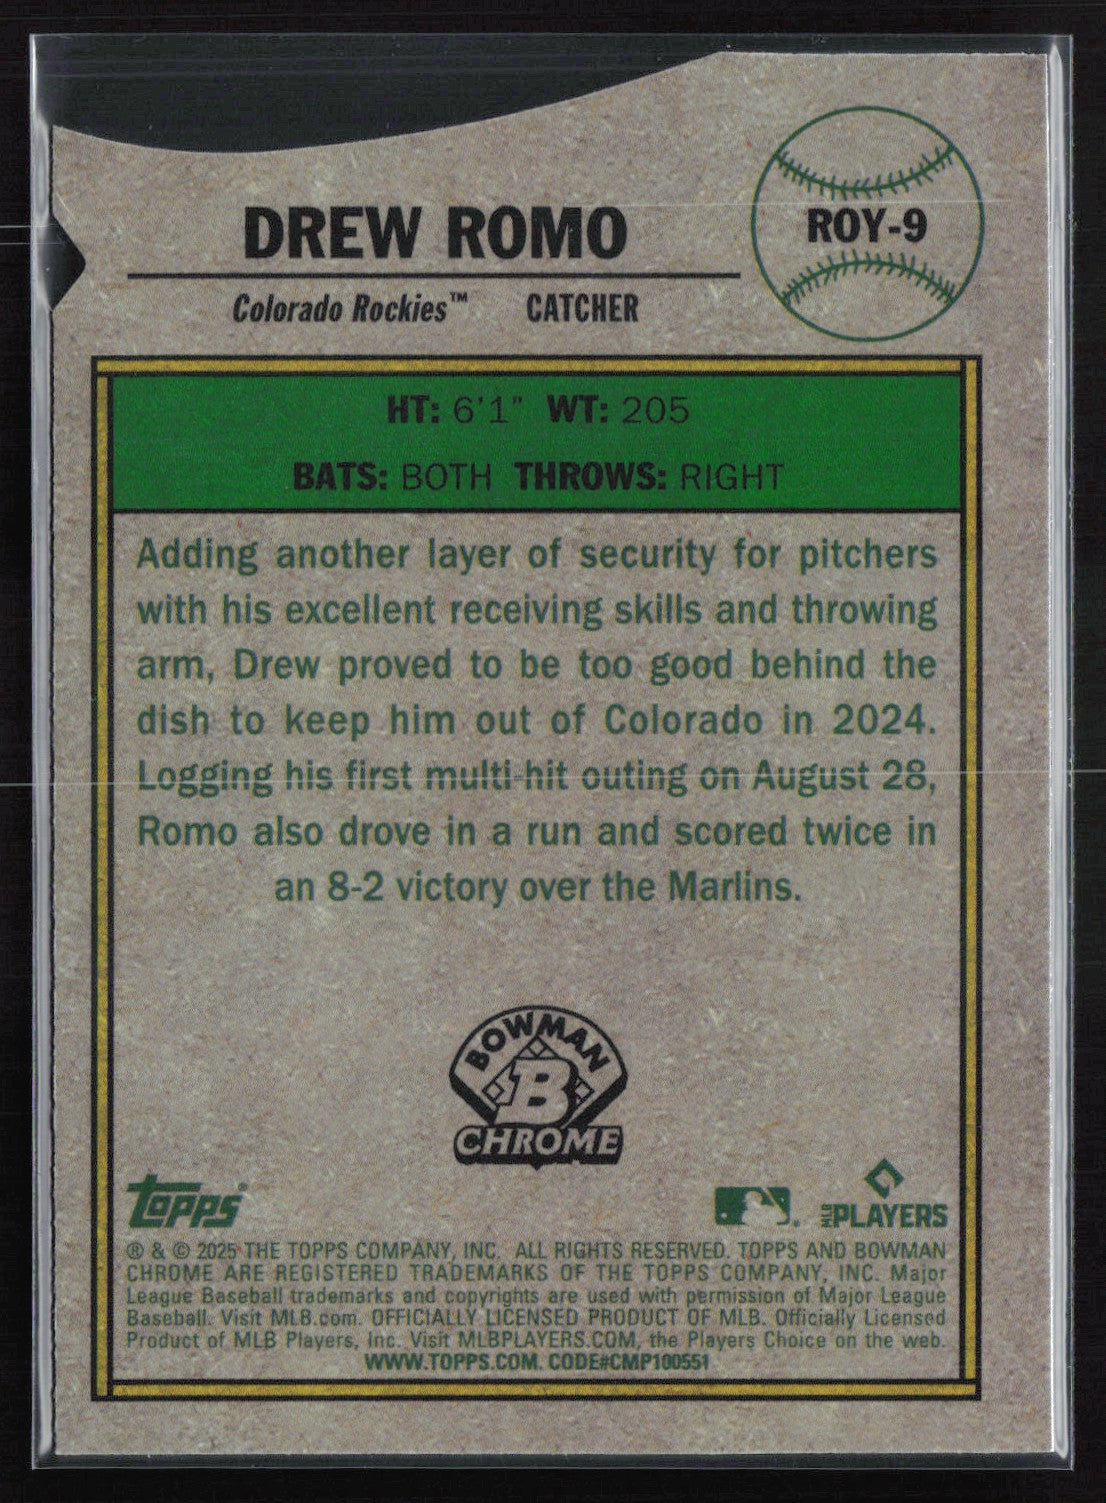 DREW ROMO
ROY-9
Colorado Rockies™ CATCHER
HT: 6'1" WT: 205
BATS: BOTH THROWS: RIGHT
Adding another layer of security for pitchers
with his excellent receiving skills and throwing
arm, Drew proved to be too good behind the
dish to keep him out of Colorado in 2024.
Logging his first multi-hit outing on August 28,
Romo also drove in a run and scored twice in
an 8-2 victory over the Marlins.
BOWMAN
B
CHROME
TOPPS®
MLB PLAYERS
® & © 2025 THE TOPPS COMPANY, INC. ALL RIGHTS RESERVED. TOPPS AND BOWMAN
CHROME ARE REGISTERED TRADEMARKS OF THE TOPPS COMPANY, INC. Major
League Baseball trademarks and copyrights are used with permission of Major League
Baseball. Visit MLB.com. OFFICIALLY LICENSED PRODUCT OF MLB. Officially Licensed
Product of MLB Players, Inc. Visit MLBPLAYERS.COM, the Players Choice on the web.
WWW.TOPPS.COM. CODE#CMP100551